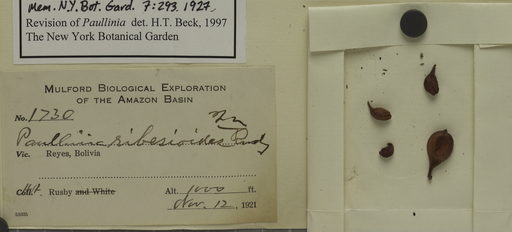 Mem. N.Y. Bot. Gard. 7: 293. 1927
Revision of Paullinia det. H.T. Beck, 1997
The New York Botanical Garden
MULFORD BIOLOGICAL EXPLORATION
OF THE AMAZON BASIN
No. 1730
Paullinia ribesioides Rusby
Vic. Reyes, Bolivia
Rusby and White Alt. 1000 ft.
Nov. 12, 1921